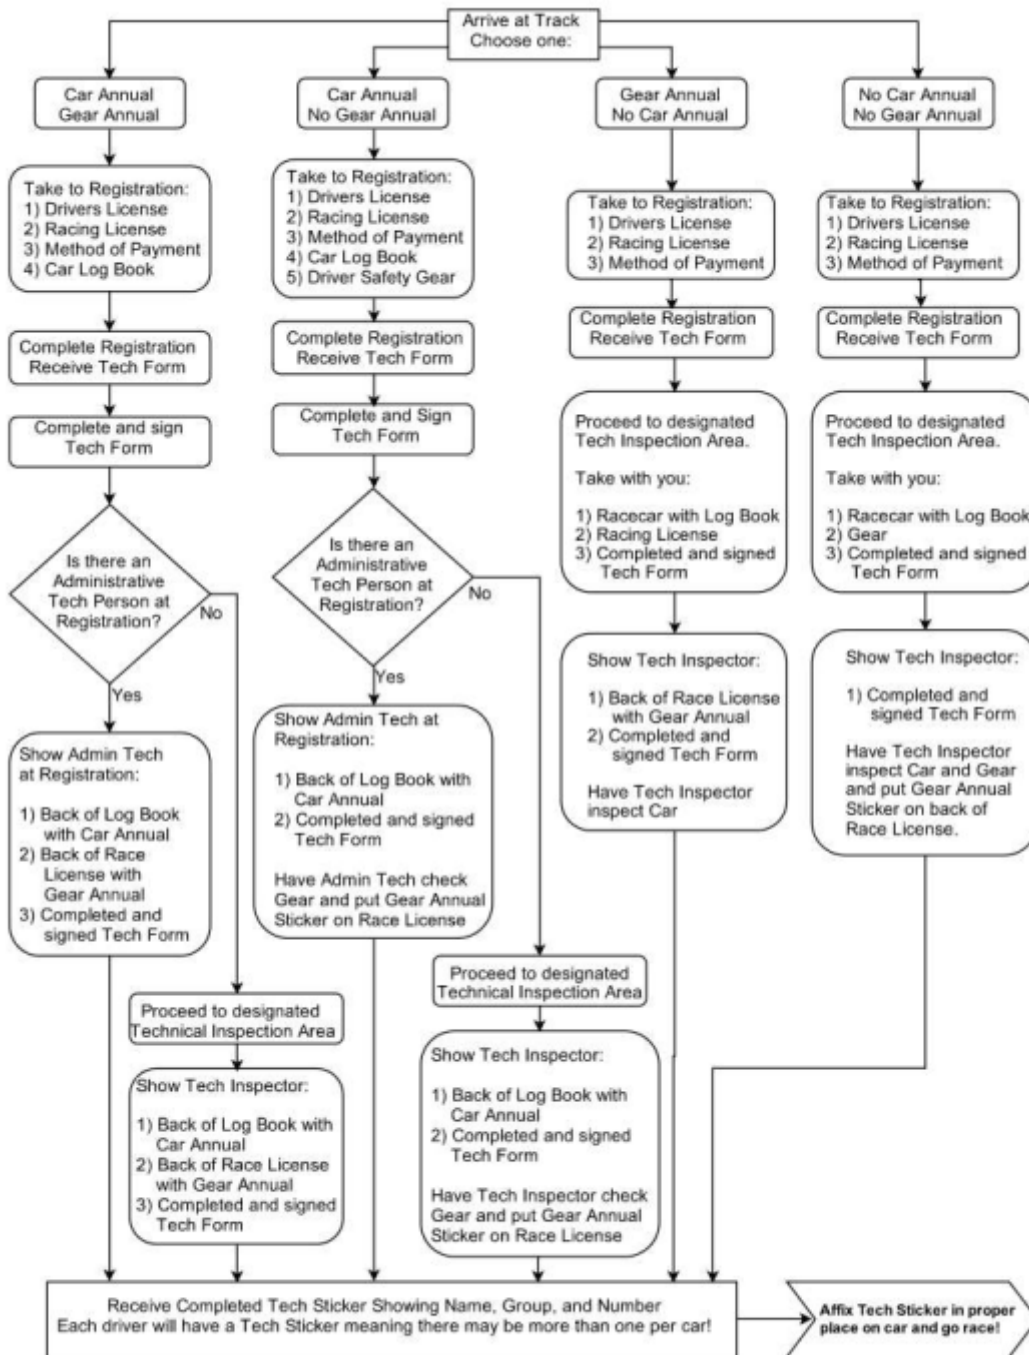 Arrive at Track
Choose one:
Car Annual
Gear Annual
Car Annual
No Gear Annual
Gear Annual
No Car Annual
No Car Annual
No Gear Annual
Take to Registration:
1) Drivers License
2) Racing License
3) Method of Payment
4) Car Log Book
Take to Registration:
1) Drivers License
2) Racing License
3) Method of Payment
4) Car Log Book
5) Driver Safety Gear
Take to Registration:
1) Drivers License
2) Racing License
3) Method of Payment
Take to Registration:
1) Drivers License
2) Racing License
3) Method of Payment
Complete Registration
Receive Tech Form
Complete Registration
Receive Tech Form
Complete Registration
Receive Tech Form
Complete Registration
Receive Tech Form
Complete and sign
Tech Form
Complete and Sign
Tech Form
Proceed to designated
Tech Inspection Area.
Take with you:
1) Racecar with Log Book
2) Racing License
3) Completed and signed
Tech Form
Proceed to designated
Tech Inspection Area.
Take with you:
1) Racecar with Log Book
2) Gear
3) Completed and signed
Tech Form
Is there an
Administrative
Tech Person at
Registration?
No
Yes
Is there an
Administrative
Tech Person at
Registration?
No
Yes
Show Tech Inspector:
1) Back of Race License
with Gear Annual
2) Completed and
signed Tech Form
Have Tech Inspector
inspect Car
Show Tech Inspector:
1) Completed and
signed Tech Form
Have Tech Inspector
inspect Car and Gear
and put Gear Annual
Sticker on back of
Race License.
Show Admin Tech
at Registration:
1) Back of Log Book
with Car Annual
2) Back of Race
License with
Gear Annual
3) Completed and
signed Tech Form
Show Admin Tech at
Registration:
1) Back of Log Book with
Car Annual
2) Completed and signed
Tech Form
Have Admin Tech check
Gear and put Gear Annual
Sticker on Race License
Proceed to designated
Technical Inspection Area
Show Tech Inspector:
1) Back of Log Book with
Car Annual
2) Back of Race License
with Gear Annual
3) Completed and signed
Tech Form
Proceed to designated
Technical Inspection Area
Show Tech Inspector:
1) Back of Log Book with
Car Annual
2) Completed and signed
Tech Form
Have Tech Inspector check
Gear and put Gear Annual
Sticker on Race License
Receive Completed Tech Sticker Showing Name, Group, and Number
Each driver will have a Tech Sticker meaning there may be more than one per car!
Affix Tech Sticker in proper
place on car and go race!